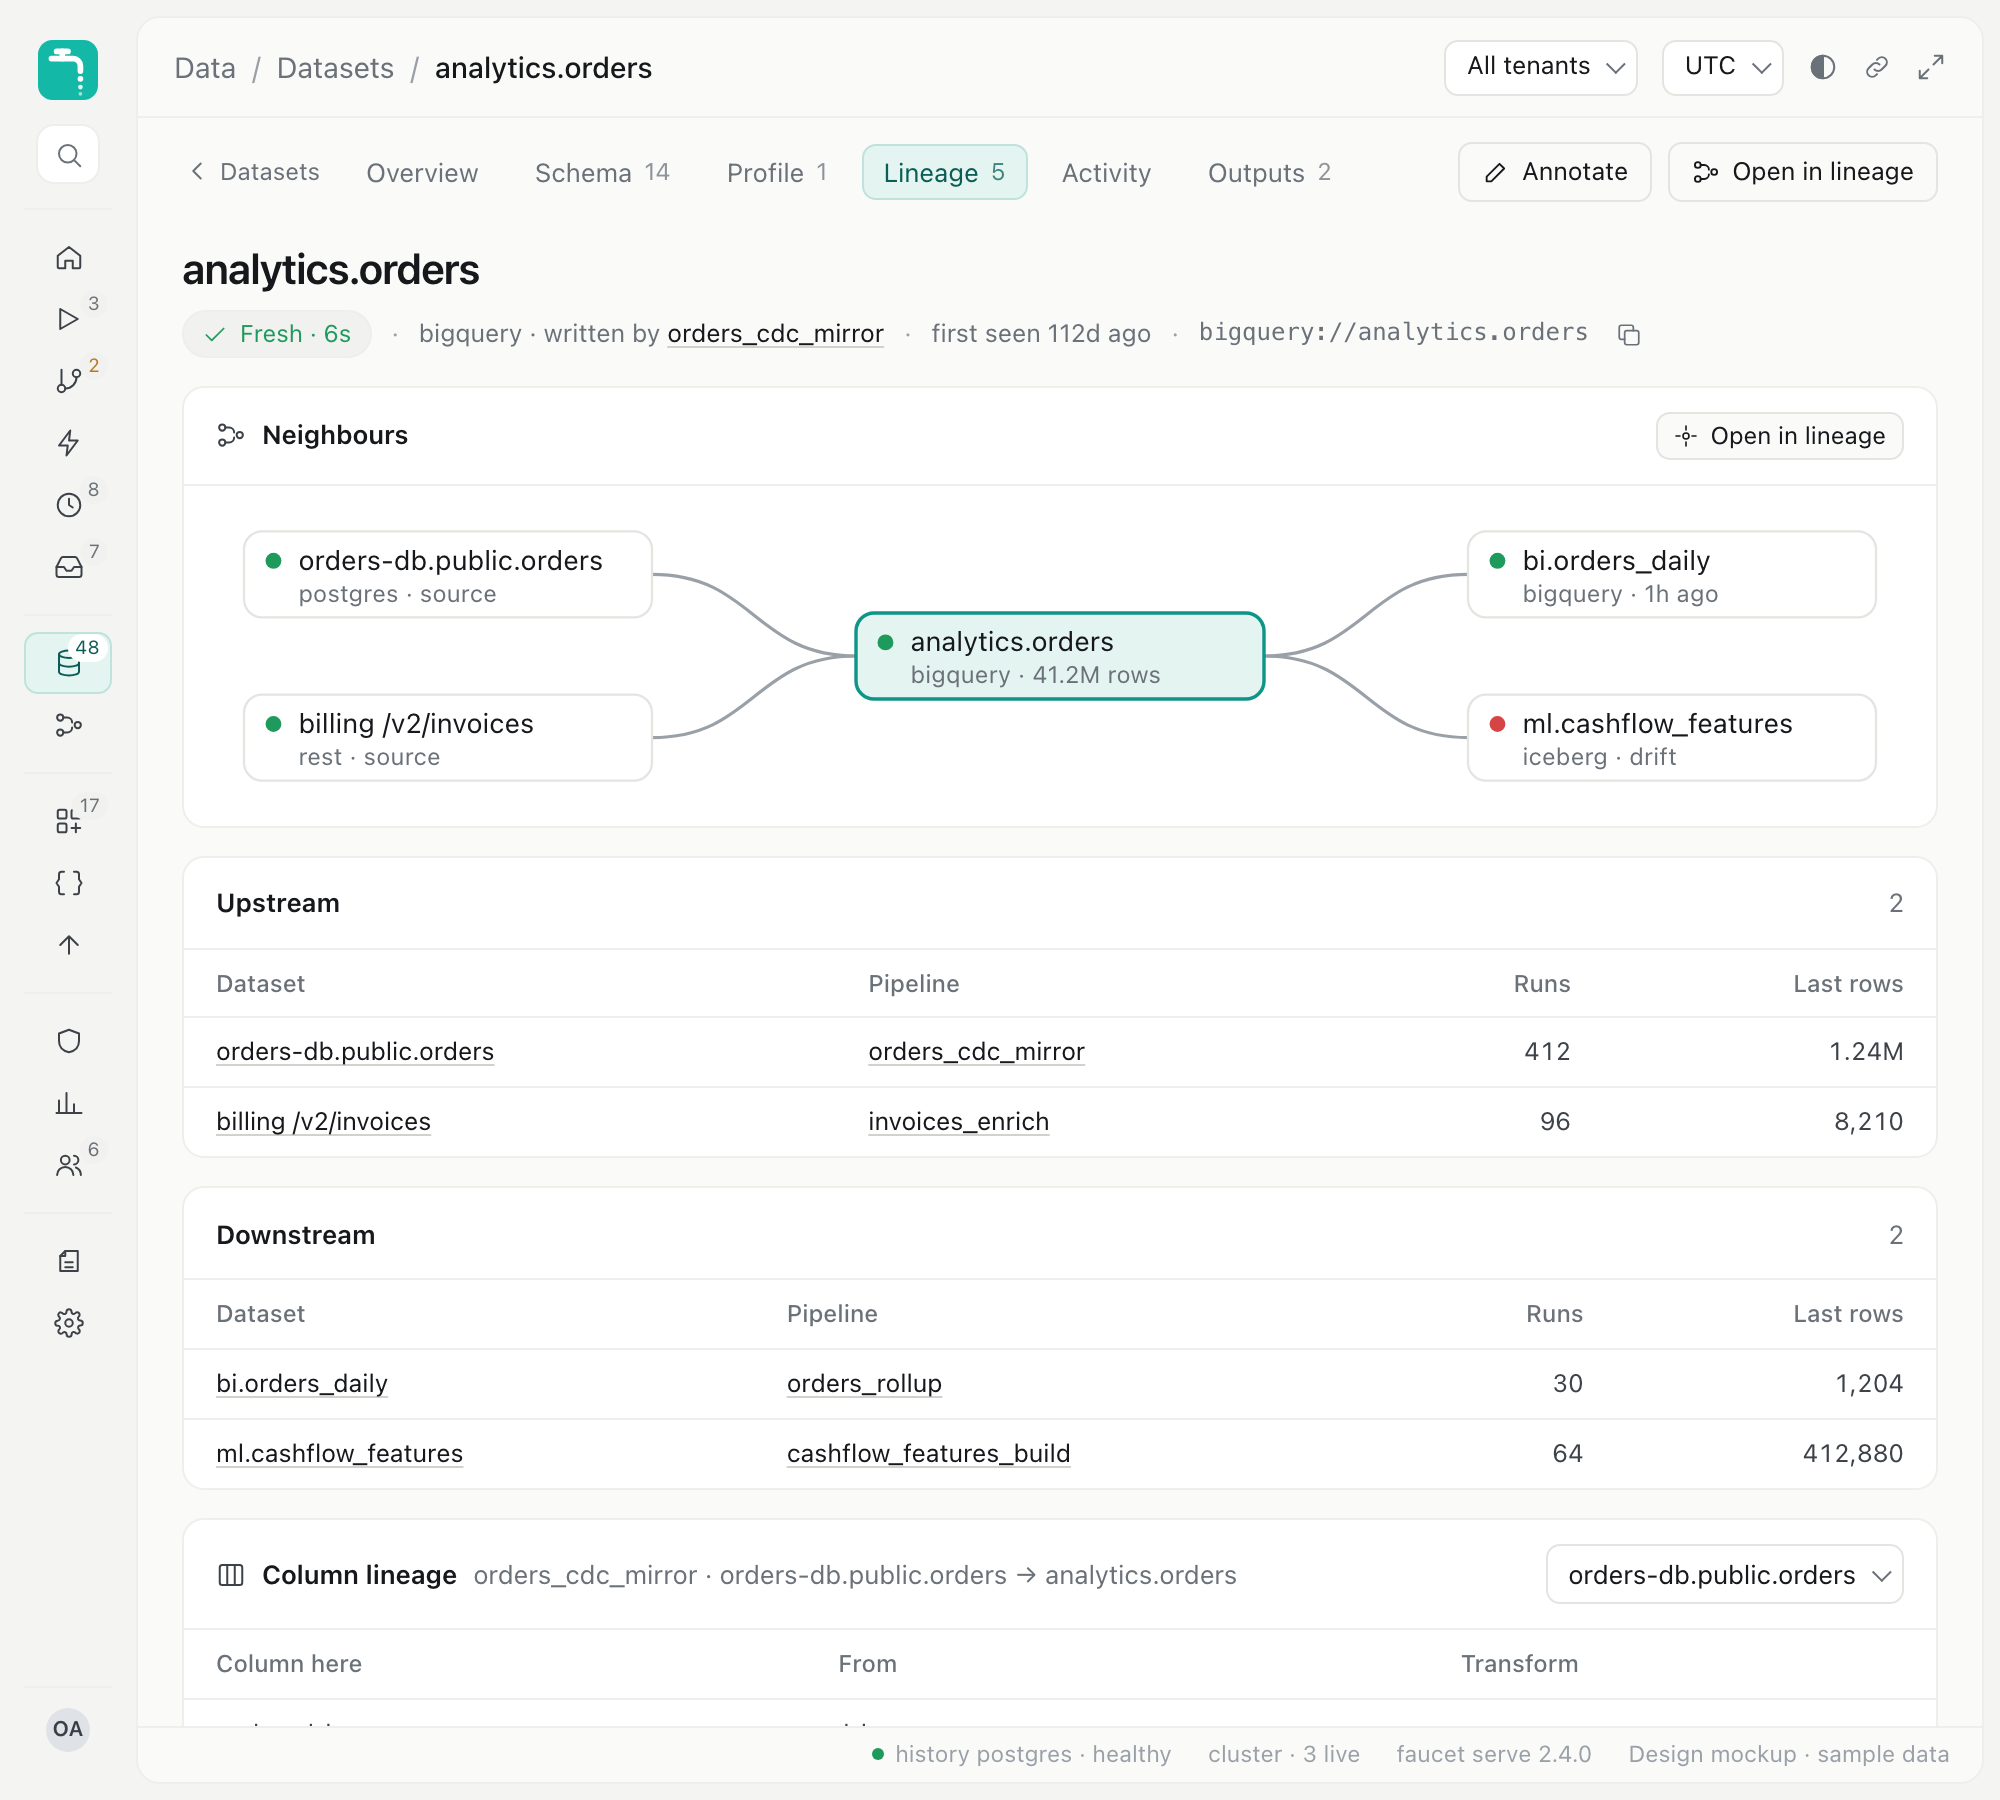 Data / Datasets / analytics.orders
All tenants
UTC
Datasets
Overview
Schema 14
Profile 1
Lineage 5
Activity
Outputs 2
Annotate
Open in lineage
analytics.orders
Fresh · 6s · bigquery · written by orders_cdc_mirror · first seen 112d ago · bigquery://analytics.orders
3
2
8
7
48
17
6
OA
Neighbours
Open in lineage
orders-db.public.orders
postgres · source
billing /v2/invoices
rest · source
analytics.orders
bigquery · 41.2M rows
bi.orders_daily
bigquery · 1h ago
ml.cashflow_features
iceberg · drift
Upstream 2
Dataset Pipeline Runs Last rows
orders-db.public.orders orders_cdc_mirror 412 1.24M
billing /v2/invoices invoices_enrich 96 8,210
Downstream 2
Dataset Pipeline Runs Last rows
bi.orders_daily orders_rollup 30 1,204
ml.cashflow_features cashflow_features_build 64 412,880
Column lineage orders_cdc_mirror · orders-db.public.orders → analytics.orders
orders-db.public.orders
Column here From Transform
history postgres · healthy
cluster · 3 live
faucet serve 2.4.0
Design mockup · sample data